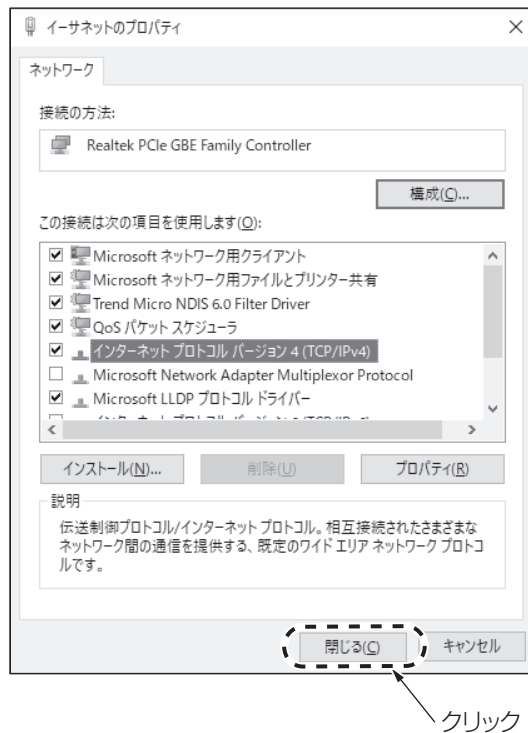 イーサネットのプロパティ
ネットワーク
接続の方法:
Realtek PCIe GBE Family Controller
構成(C)...
この接続は次の項目を使用します(O):
Microsoft ネットワーク用クライアント
Microsoft ネットワーク用ファイルとプリンター共有
Trend Micro NDIS 6.0 Filter Driver
QoS パケット スケジューラ
インターネット プロトコル バージョン 4 (TCP/IPv4)
Microsoft Network Adapter Multiplexor Protocol
Microsoft LLDP プロトコル ドライバー
インストール(N)...
削除(U)
プロパティ(R)
説明
伝送制御プロトコル/インターネット プロトコル。相互接続されたさまざまな
ネットワーク間の通信を提供する、既定のワイド エリア ネットワーク プロトコ
ルです。
閉じる(C)
キャンセル
クリック